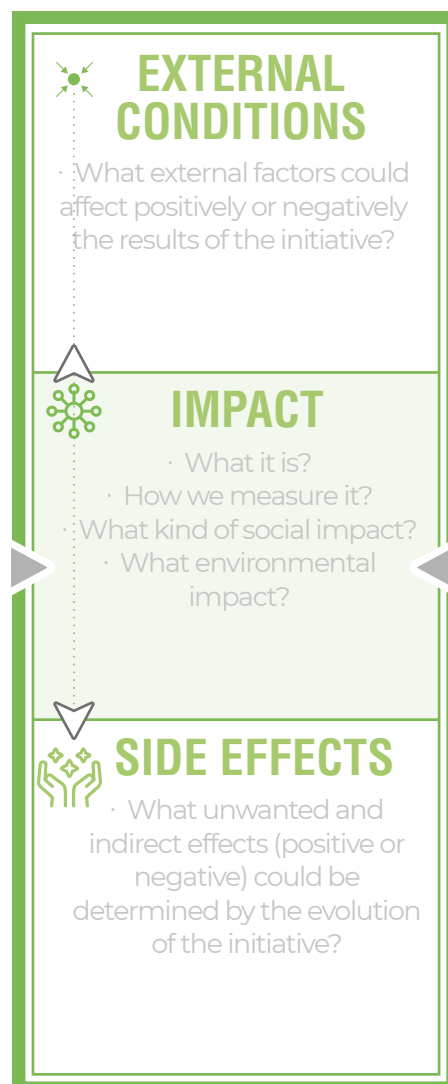 EXTERNAL
CONDITIONS
· What external factors could
affect positively or negatively
the results of the initiative?
IMPACT
· What it is?
· How we measure it?
· What kind of social impact?
· What environmental
impact?
SIDE EFFECTS
· What unwanted and
indirect effects (positive or
negative) could be
determined by the evolution
of the initiative?